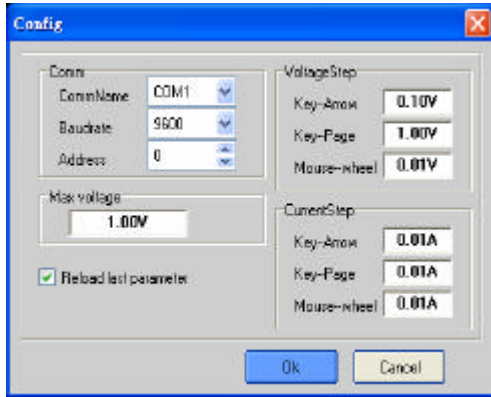 Config
Comm
CommName COM1
Baudrate 9600
Address 0
Max voltage
1.00V
Reload last parameter
VoltageStep
Key-Arrow 0.10V
Key-Page 1.00V
Mouse-wheel 0.01V
CurrentStep
Key-Arrow 0.01A
Key-Page 0.01A
Mouse-wheel 0.01A
Ok Cancel